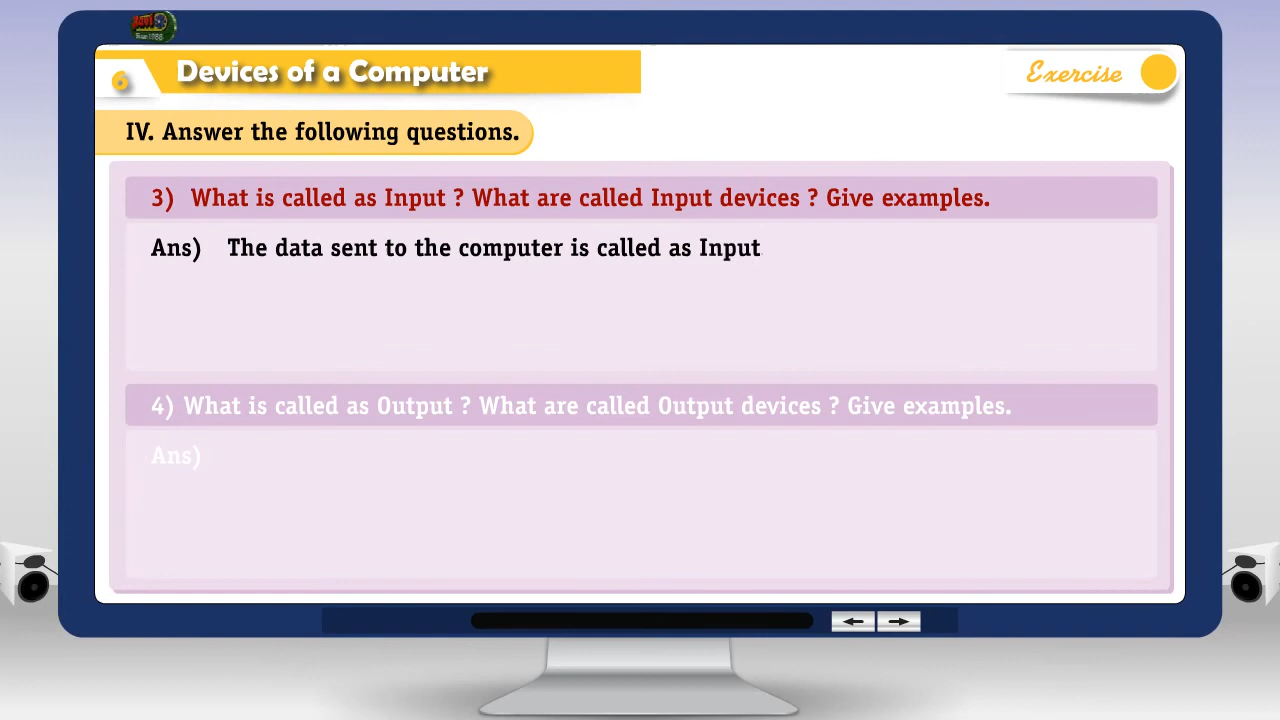 Since 1988
6
Devices of a Computer
Exercise
IV. Answer the following questions.
3) What is called as Input ? What are called Input devices ? Give examples.
Ans) The data sent to the computer is called as Input
4) What is called as Output ? What are called Output devices ? Give examples.
Ans)